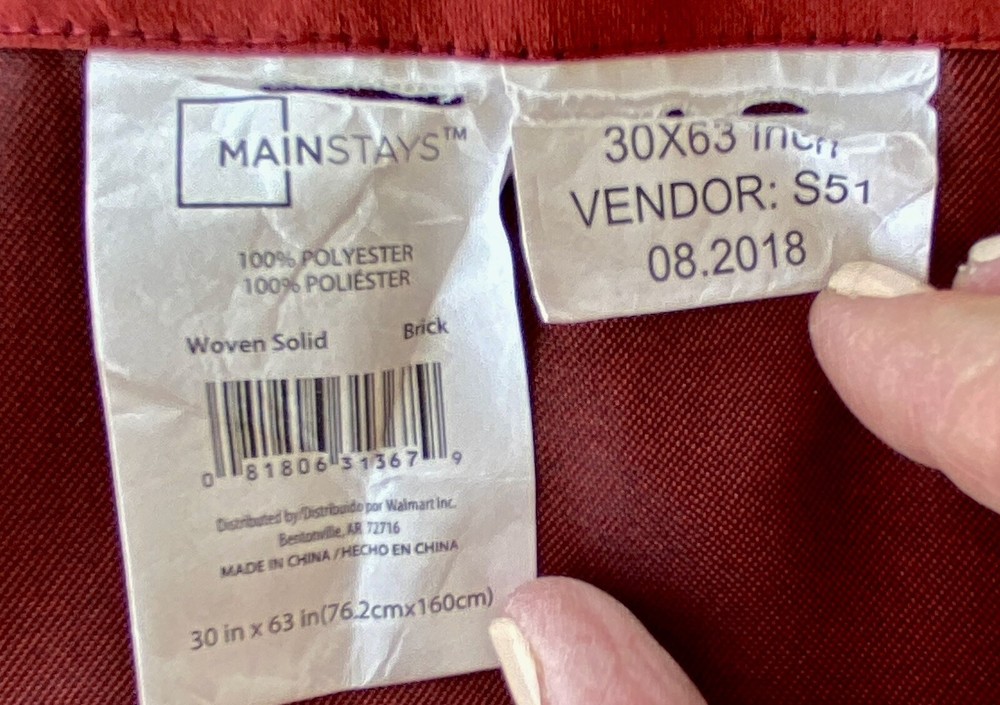 MAINSTAYS™
100% POLYESTER
100% POLIÉSTER
Woven Solid Brick
0 81806 31367 9
Distributed by/Distribuido por Walmart Inc.
Bentonville, AR 72716
MADE IN CHINA / HECHO EN CHINA
30 in x 63 in(76.2cmx160cm)
30X63 inch
VENDOR: S51
08.2018